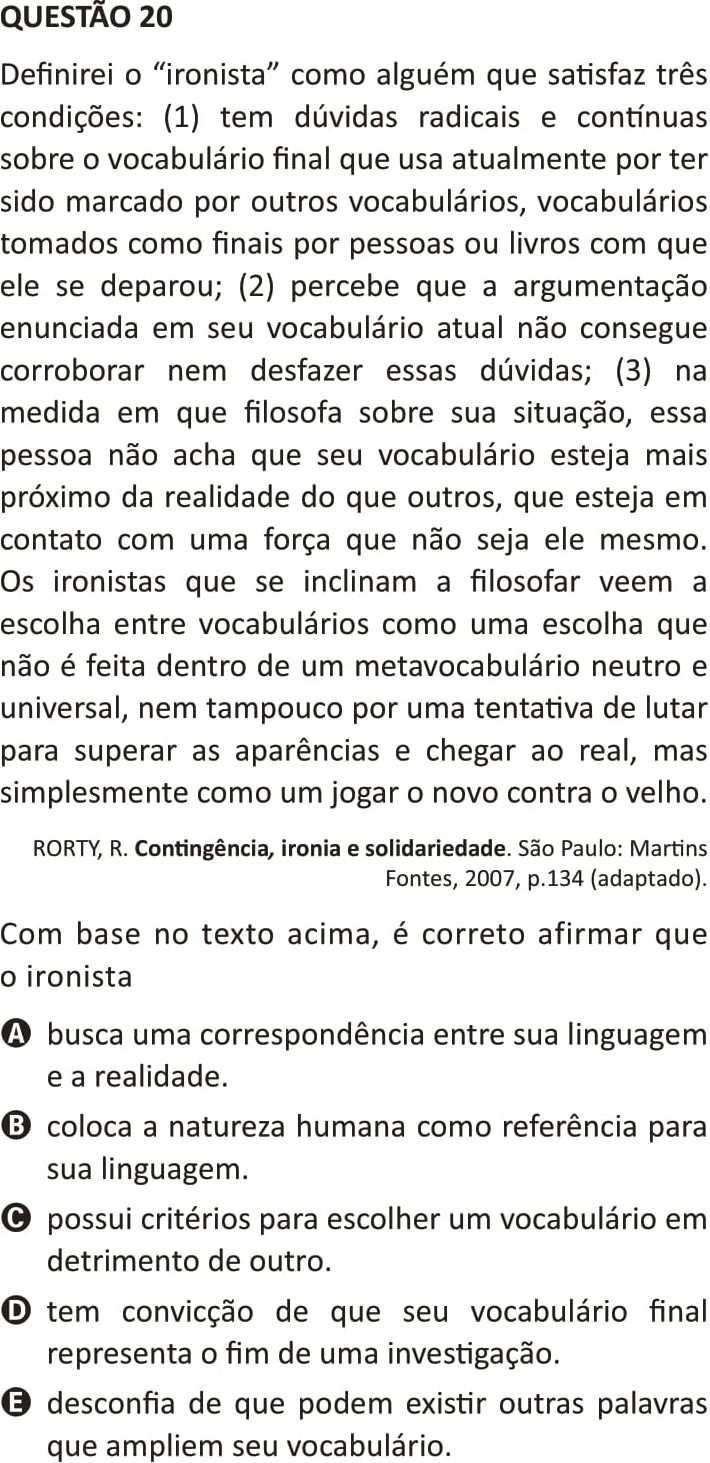 QUESTÃO 20
Definirei o “ironista” como alguém que satisfaz três
condições: (1) tem dúvidas radicais e contínuas
sobre o vocabulário final que usa atualmente por ter
sido marcado por outros vocabulários, vocabulários
tomados como finais por pessoas ou livros com que
ele se deparou; (2) percebe que a argumentação
enunciada em seu vocabulário atual não consegue
corroborar nem desfazer essas dúvidas; (3) na
medida em que filosofa sobre sua situação, essa
pessoa não acha que seu vocabulário esteja mais
próximo da realidade do que outros, que esteja em
contato com uma força que não seja ele mesmo.
Os ironistas que se inclinam a filosofar veem a
escolha entre vocabulários como uma escolha que
não é feita dentro de um metavocabulário neutro e
universal, nem tampouco por uma tentativa de lutar
para superar as aparências e chegar ao real, mas
simplesmente como um jogar o novo contra o velho.
RORTY, R. Contingência, ironia e solidariedade. São Paulo: Martins
Fontes, 2007, p.134 (adaptado).
Com base no texto acima, é correto afirmar que
o ironista
A busca uma correspondência entre sua linguagem
e a realidade.
B coloca a natureza humana como referência para
sua linguagem.
C possui critérios para escolher um vocabulário em
detrimento de outro.
D tem convicção de que seu vocabulário final
representa o fim de uma investigação.
E desconfia de que podem existir outras palavras
que ampliem seu vocabulário.